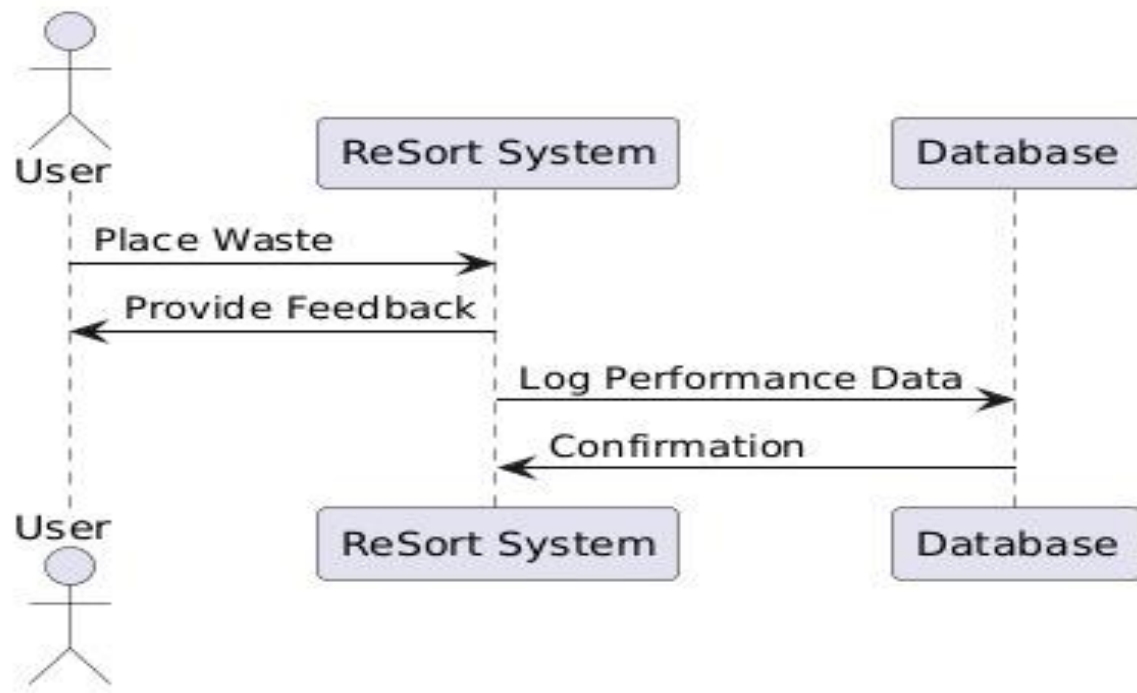 User
ReSort System
Database
Place Waste
Provide Feedback
Log Performance Data
Confirmation
User
ReSort System
Database